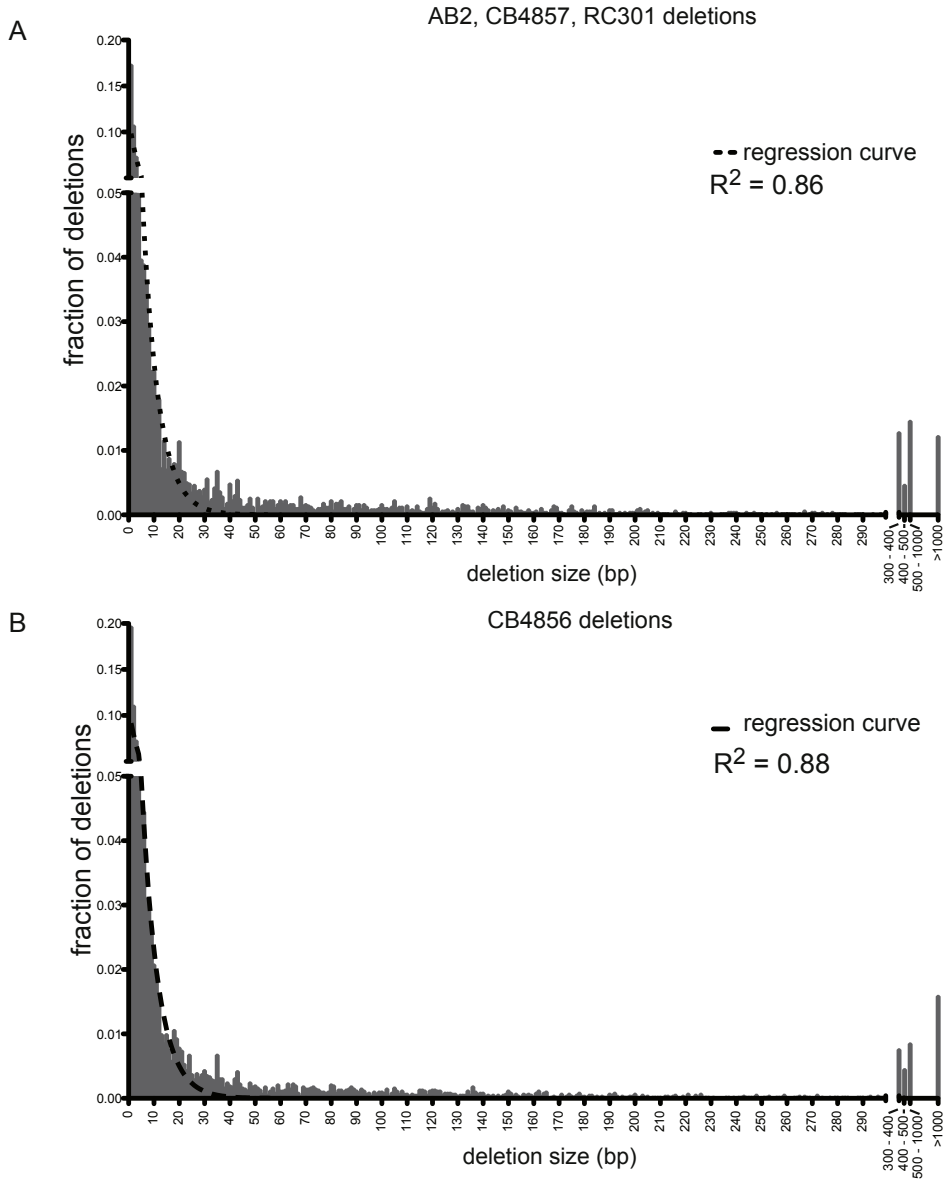 A
AB2, CB4857, RC301 deletions
0.20
0.15
0.10
0.05
0.04
0.03
0.02
0.01
0.00
fraction of deletions
regression curve
R2 = 0.86
0 10 20 30 40 50 60 70 80 90 100 110 120 130 140 150 160 170 180 190 200 210 220 230 240 250 260 270 280 290 300 - 400 400 - 500 500 - 1000 >1000
deletion size (bp)
B
CB4856 deletions
0.20
0.15
0.10
0.05
0.04
0.03
0.02
0.01
0.00
fraction of deletions
regression curve
R2 = 0.88
0 10 20 30 40 50 60 70 80 90 100 110 120 130 140 150 160 170 180 190 200 210 220 230 240 250 260 270 280 290 300 - 400 400 - 500 500 - 1000 >1000
deletion size (bp)